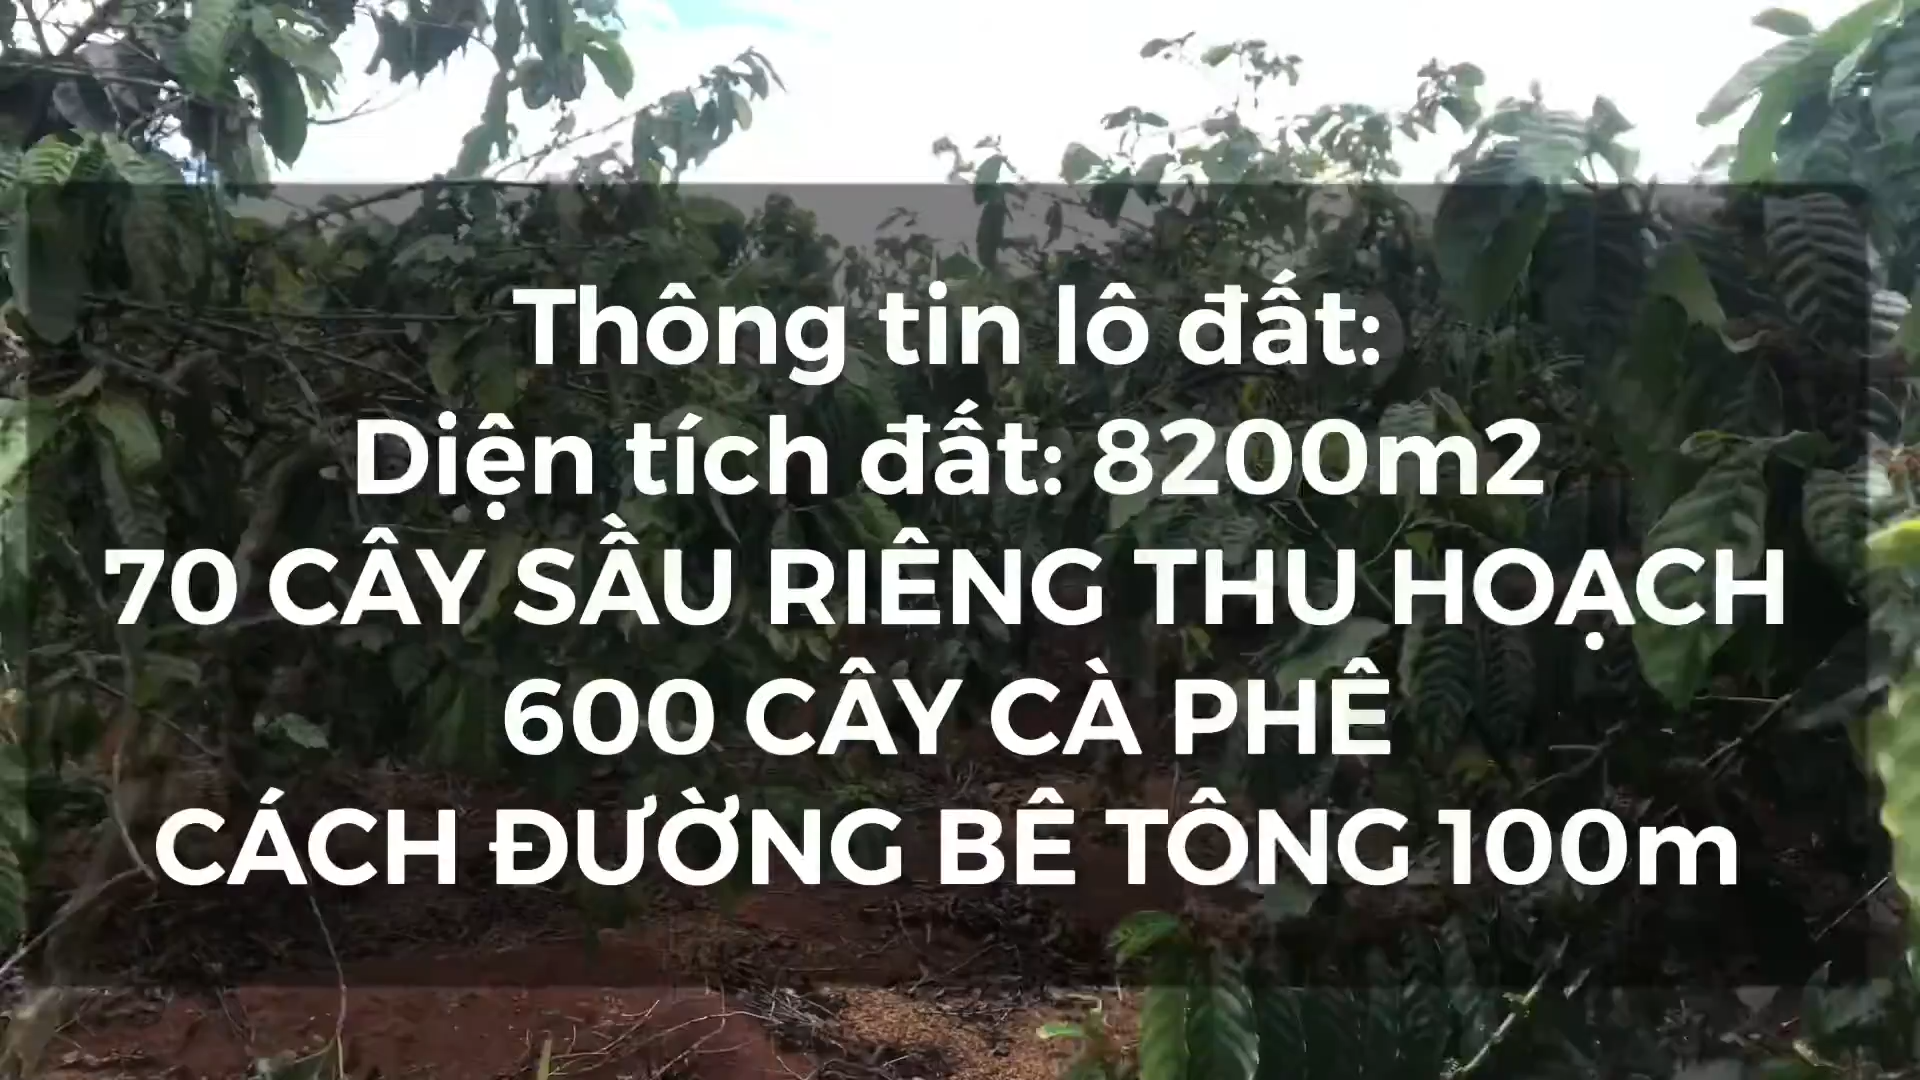 Thông tin lô đất:
Diện tích đất: 8200m2
70 CÂY SẦU RIÊNG THU HOẠCH
600 CÂY CÀ PHÊ
CÁCH ĐƯỜNG BÊ TÔNG 100m